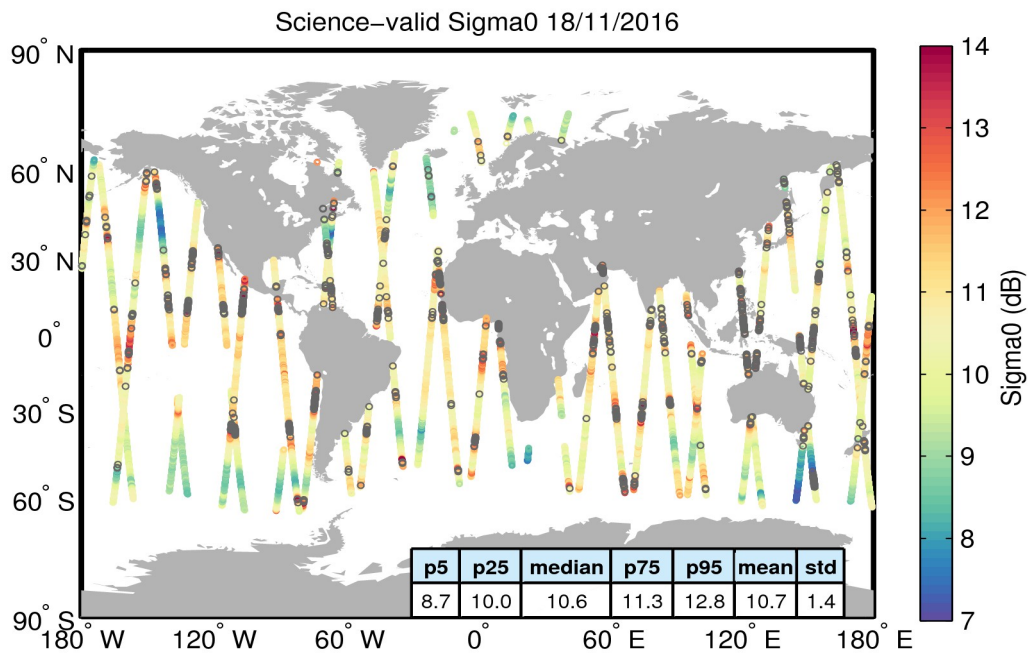 Science−valid Sigma0 18/11/2016
90° N
60° N
30° N
0°
30° S
60° S
90° S
180° W
120° W
60° W
0°
60° E
120° E
180° E
p5 p25 median p75 p95 mean std
8.7 10.0 10.6 11.3 12.8 10.7 1.4
14
13
12
11
10
9
8
7
Sigma0 (dB)